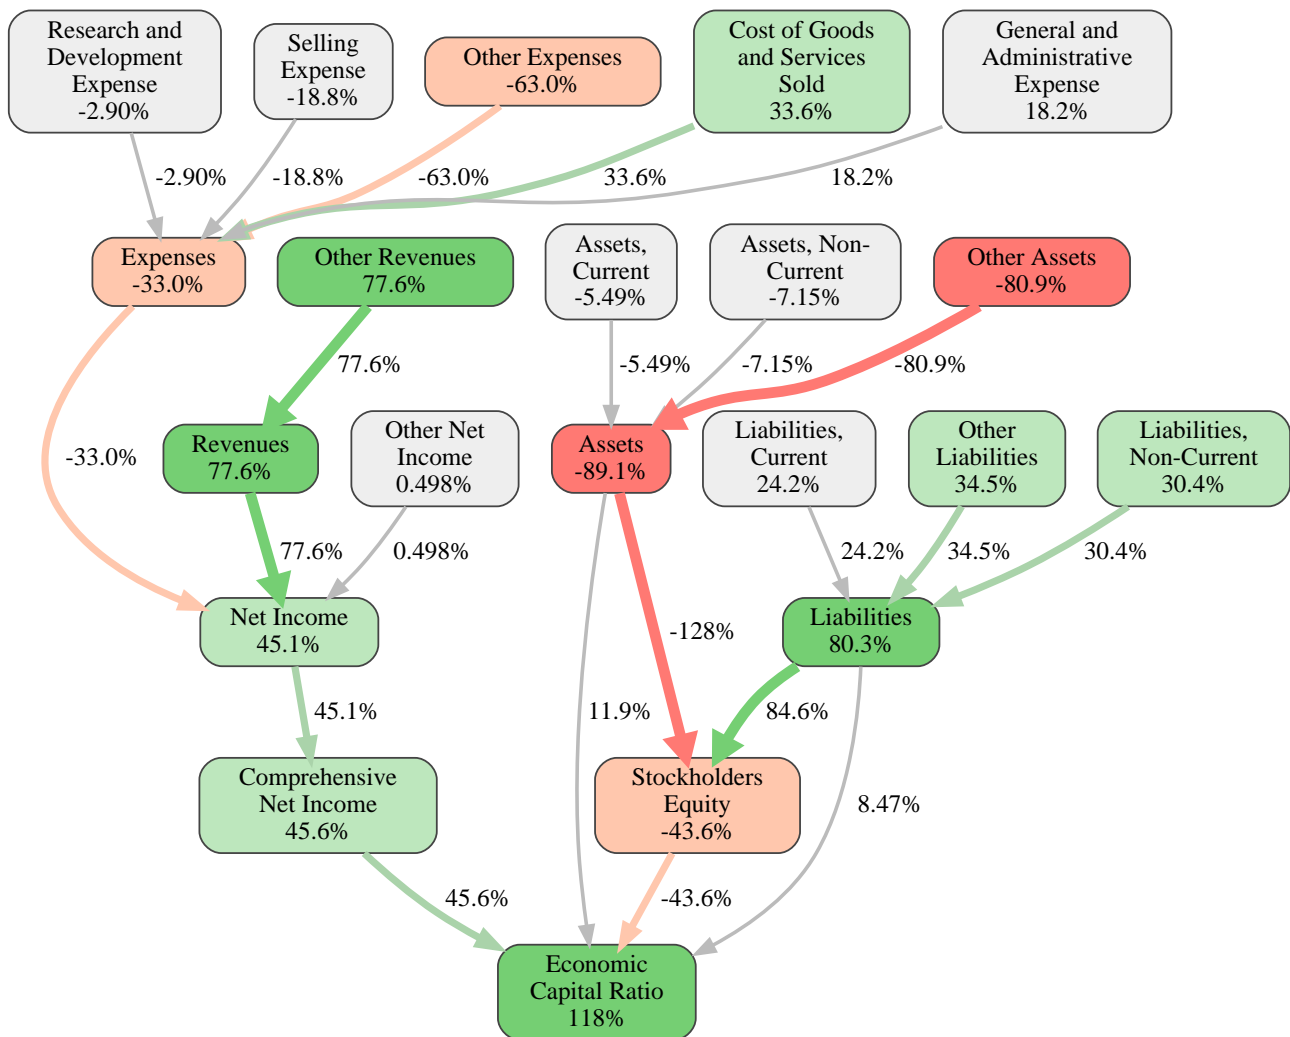 Research and
Development
Expense
-2.90%
Selling
Expense
-18.8%
Other Expenses
-63.0%
Cost of Goods
and Services
Sold
33.6%
General and
Administrative
Expense
18.2%
-2.90%
-18.8%
-63.0%
33.6%
18.2%
Expenses
-33.0%
Other Revenues
77.6%
Assets,
Current
-5.49%
Assets, Non-
Current
-7.15%
Other Assets
-80.9%
77.6%
-5.49%
-7.15%
-80.9%
-33.0%
Revenues
77.6%
Other Net
Income
0.498%
Assets
-89.1%
Liabilities,
Current
24.2%
Other
Liabilities
34.5%
Liabilities,
Non-Current
30.4%
77.6%
0.498%
24.2%
34.5%
30.4%
Net Income
45.1%
-128%
Liabilities
80.3%
45.1%
11.9%
84.6%
8.47%
Comprehensive
Net Income
45.6%
Stockholders
Equity
-43.6%
45.6%
-43.6%
Economic
Capital Ratio
118%